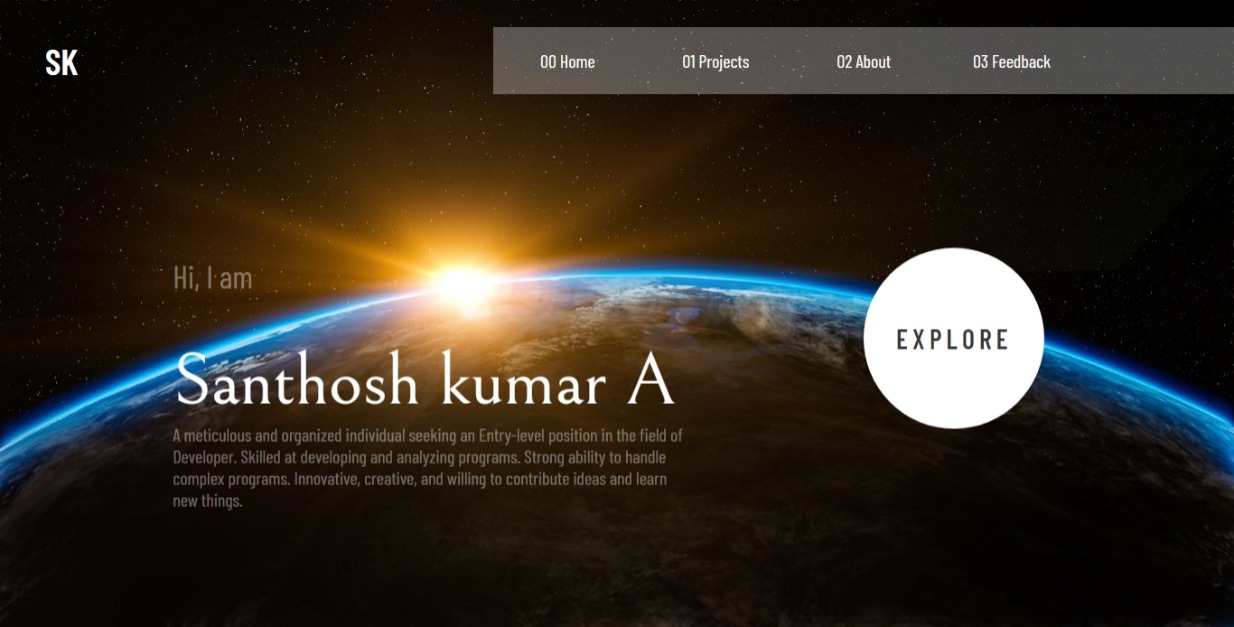 SK
00 Home 01 Projects 02 About 03 Feedback
Hi, I am
EXPLORE
Santhosh kumar A
A meticulous and organized individual seeking an Entry-level position in the field of
Developer. Skilled at developing and analyzing programs. Strong ability to handle
complex programs. Innovative, creative, and willing to contribute ideas and learn
new things.